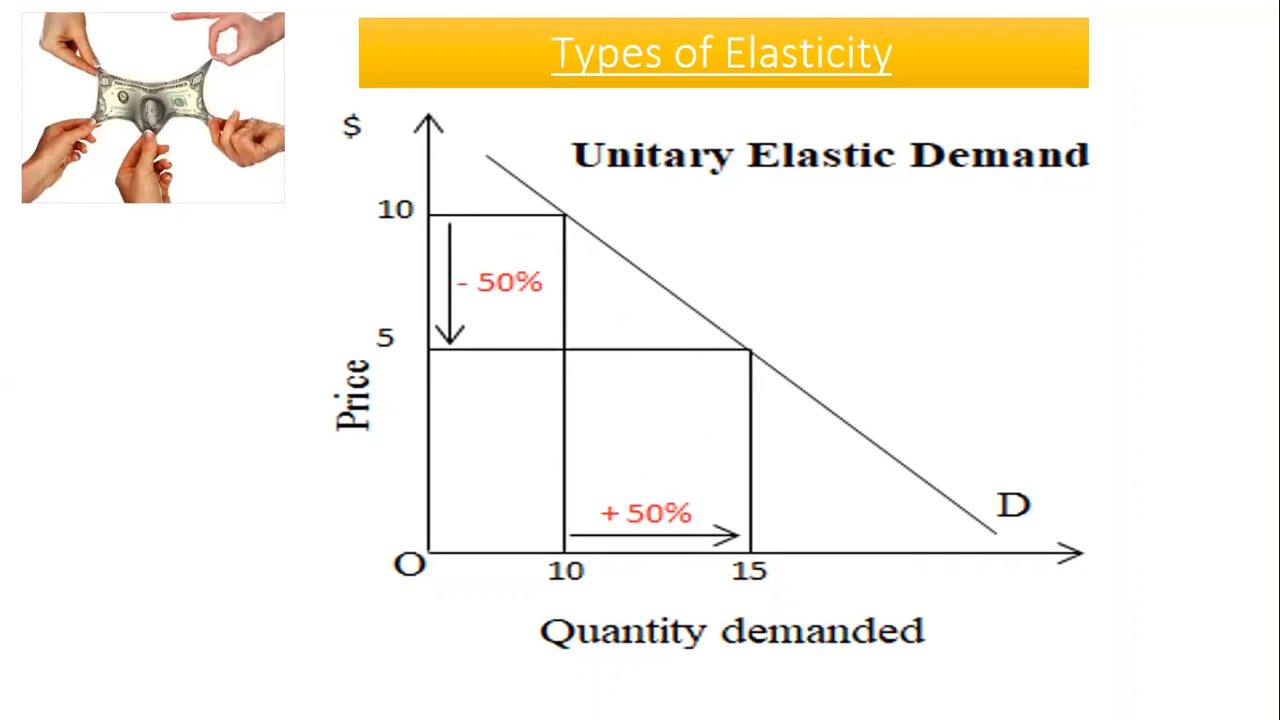 Types of Elasticity
$
Unitary Elastic Demand
10
- 50%
5
Price
+ 50%
D
O
10
15
Quantity demanded